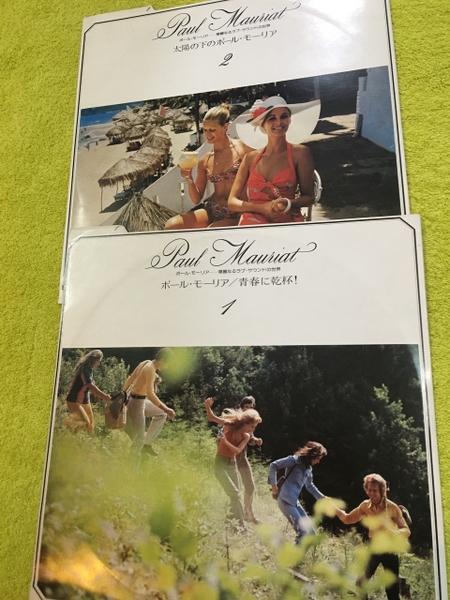 Paul Mauriat
ポール・モーリア……華麗なるラブ・サウンドの世界
太陽の下のポール・モーリア
2
Paul Mauriat
ポール・モーリア……華麗なるラブ・サウンドの世界
ポール・モーリア/青春に乾杯!
1